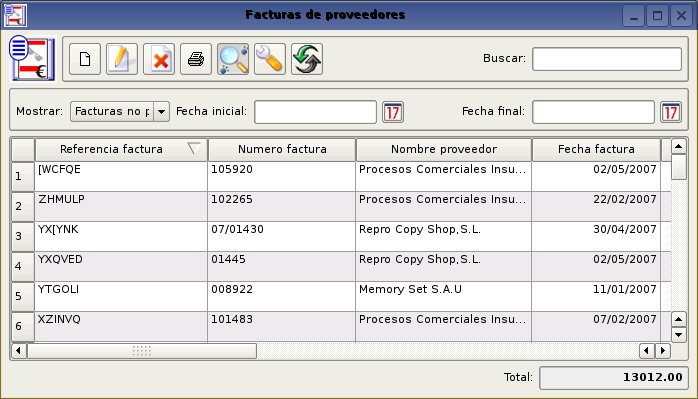 Facturas de proveedores
Buscar:
Mostrar: Facturas no p Fecha inicial: 17 Fecha final: 17
Referencia factura Numero factura Nombre proveedor Fecha factura
1 [WCFQE 105920 Procesos Comerciales Insu... 02/05/2007
2 ZHMULP 102265 Procesos Comerciales Insu... 22/02/2007
3 YX[YNK 07/01430 Repro Copy Shop,S.L. 30/04/2007
4 YXQVED 01445 Repro Copy Shop,S.L. 02/05/2007
5 YTGOLI 008922 Memory Set S.A.U 11/01/2007
6 XZINVQ 101483 Procesos Comerciales Insu... 07/02/2007
Total: 13012.00